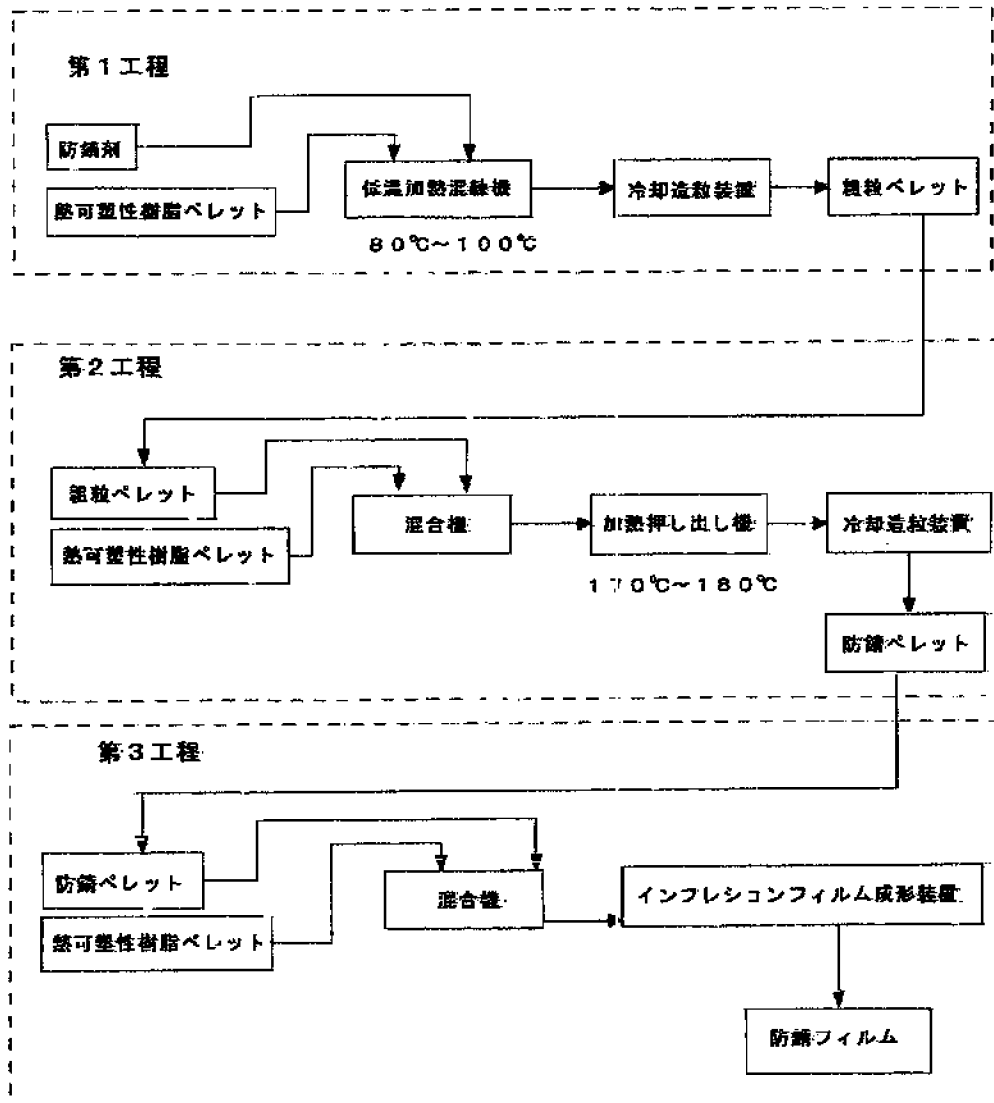 第1工程
防錆剤
熱可塑性樹脂ペレット
低温加熱混練機
冷却造粒装置
粗粒ペレット
80℃~100℃
第2工程
粗粒ペレット
熱可塑性樹脂ペレット
混合機
加熱押し出し機
冷却造粒装置
170℃~180℃
防錆ペレット
第3工程
防錆ペレット
熱可塑性樹脂ペレット
混合機
インフレションフィルム成形装置
防錆フィルム